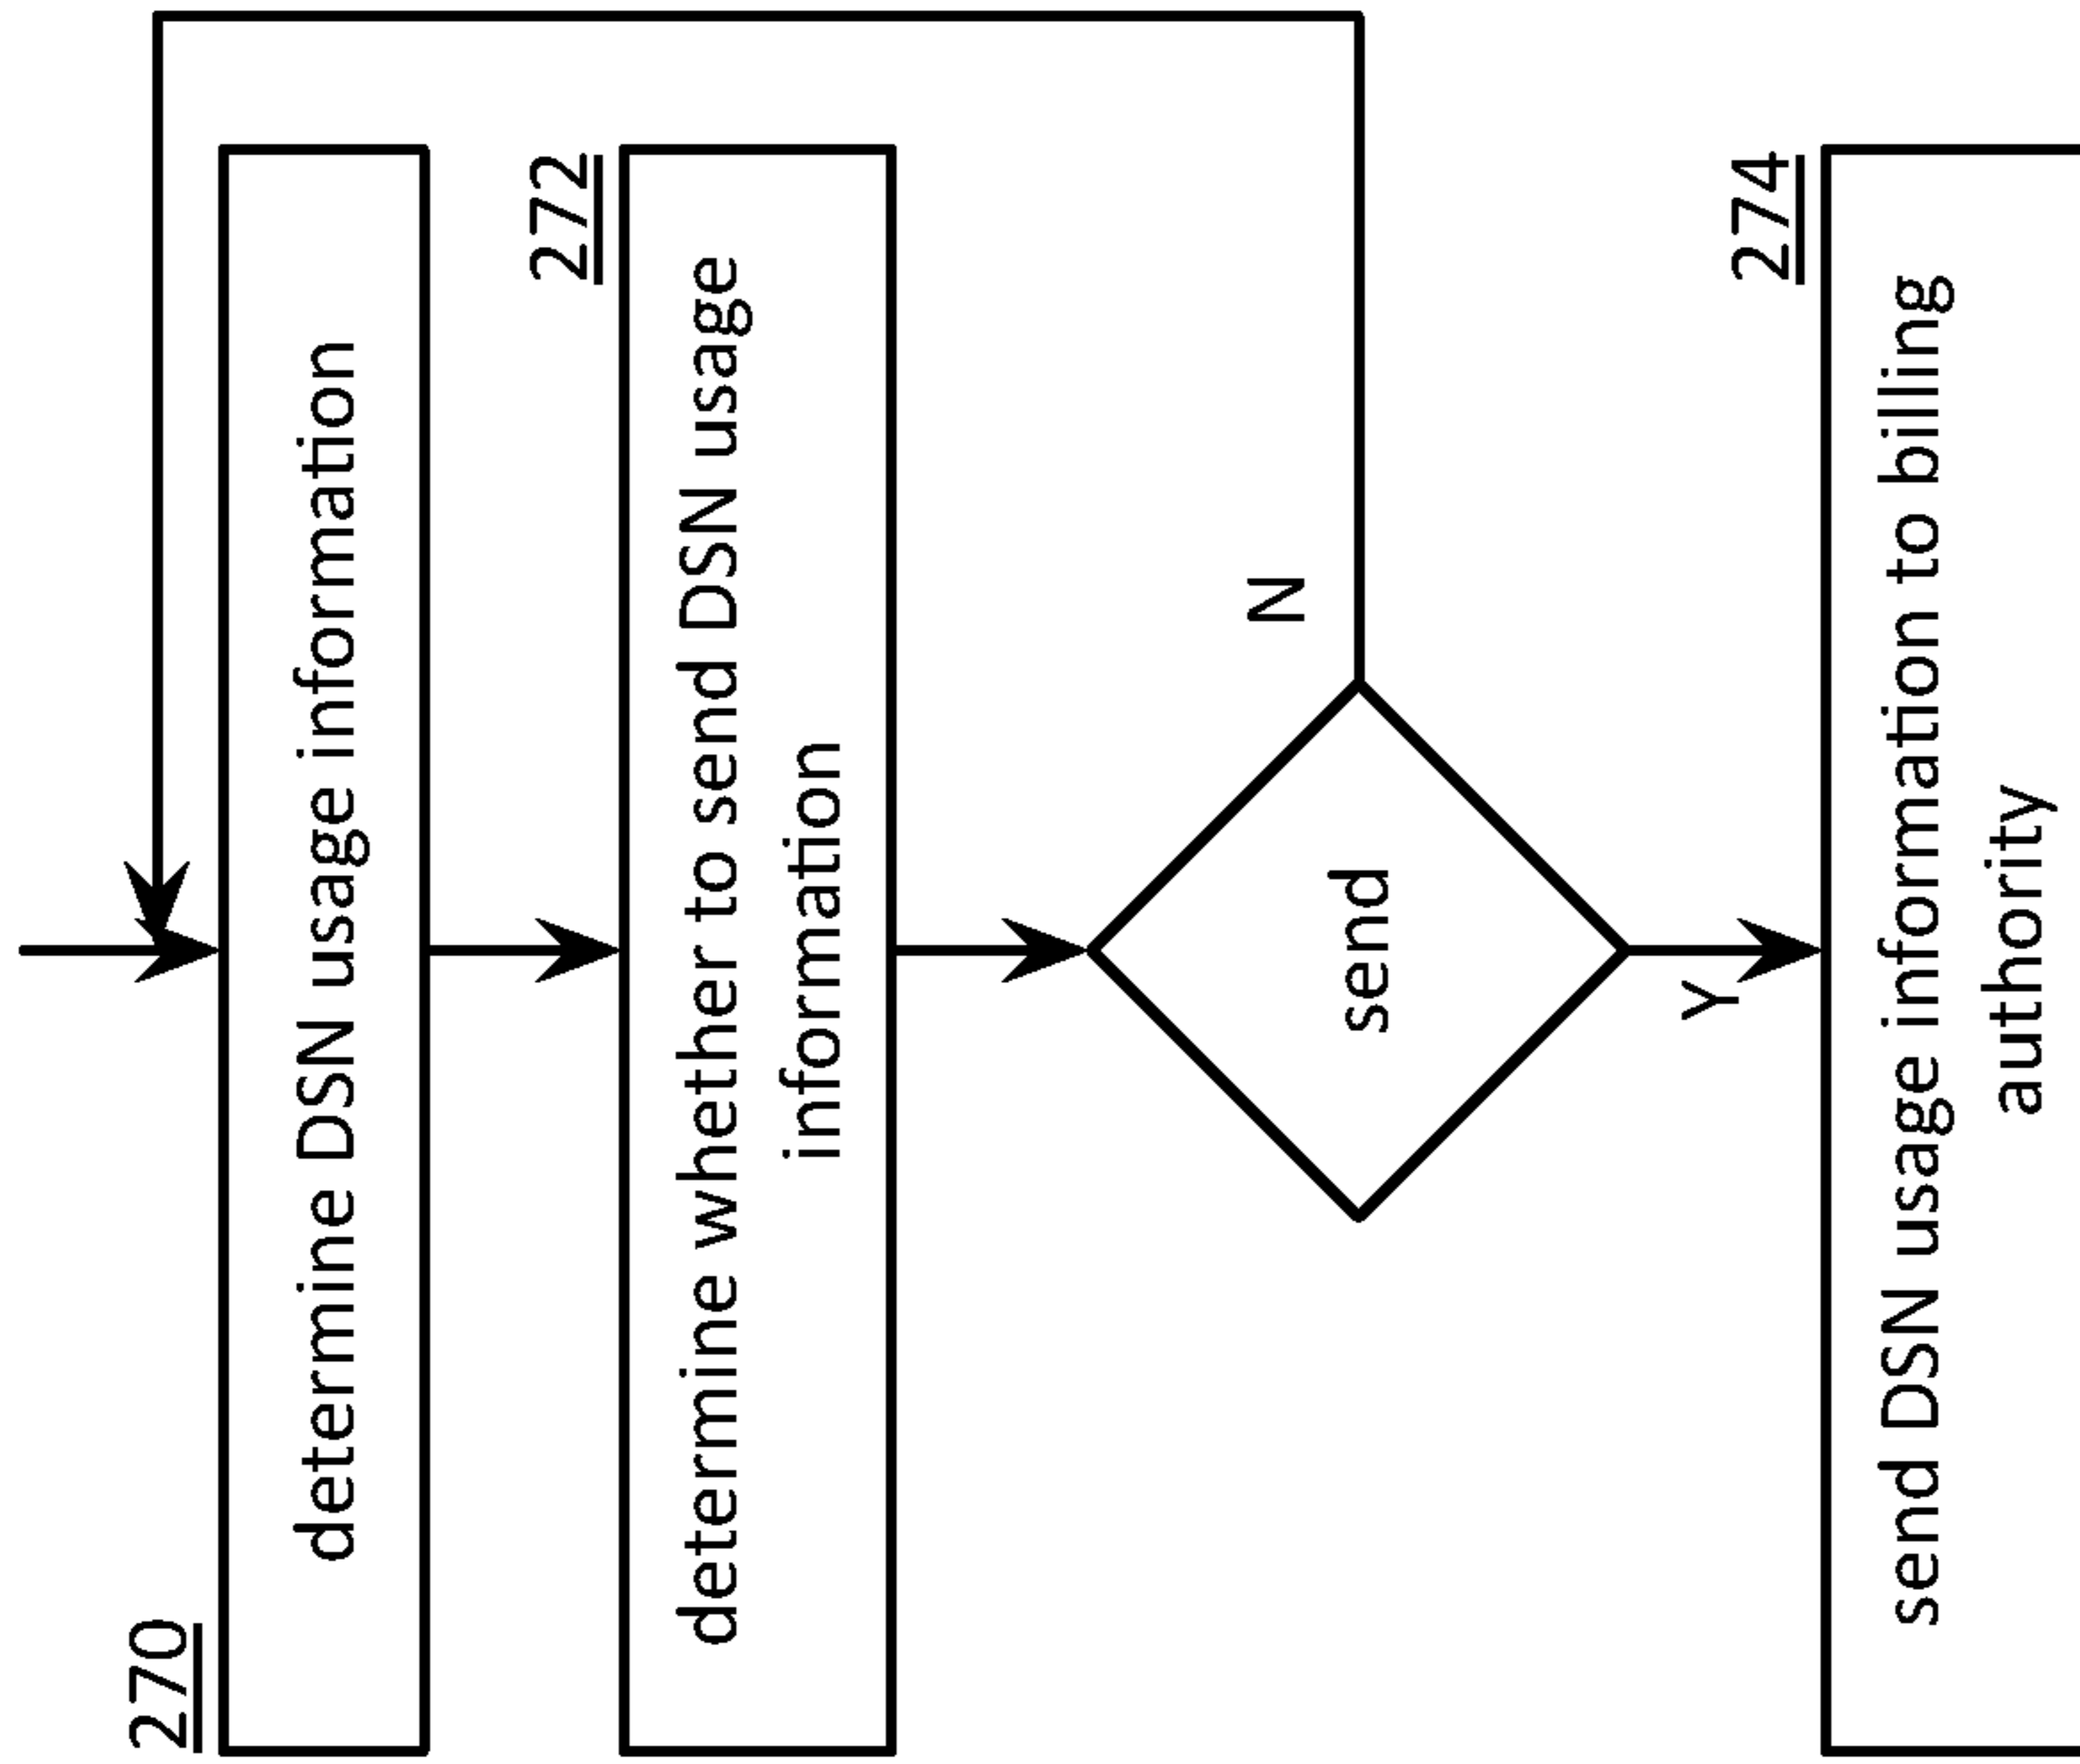 270
determine DSN usage information
272
determine whether to send DSN usage
information
send
N
Y
274
send DSN usage information to billing
authority